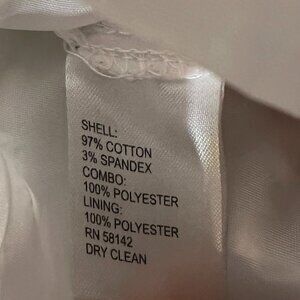 SHELL:
97% COTTON
3% SPANDEX
COMBO:
100% POLYESTER
LINING:
100% POLYESTER
RN 58142
DRY CLEAN